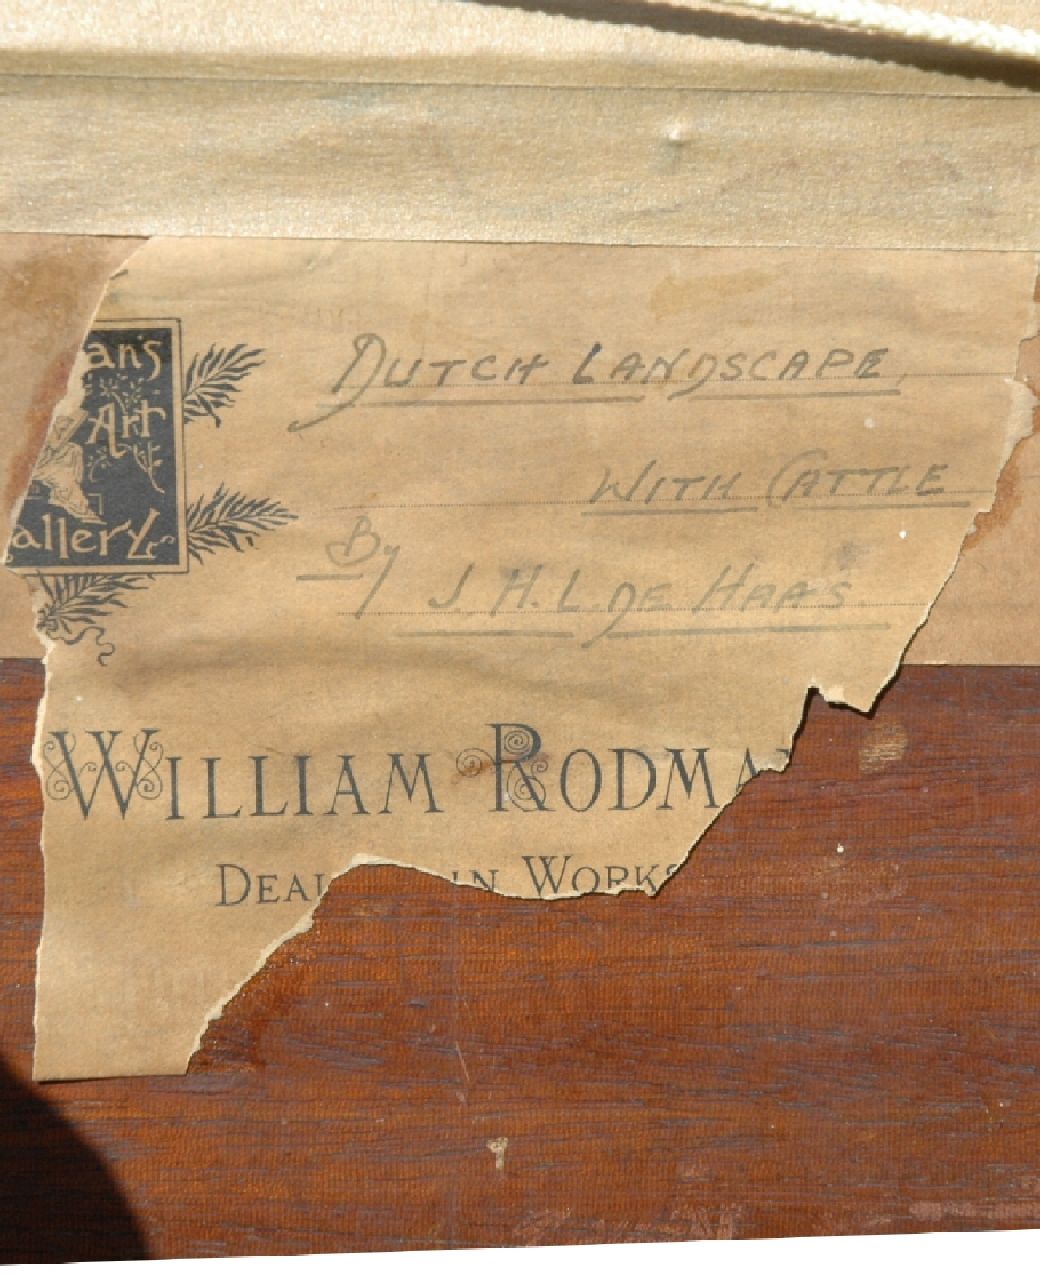 an's
Art
allery
DUTCH LANDSCAPE,
WITH CATTLE
By J. H. L. DE HAAS
WILLIAM RODMA
DEAL IN WORKS